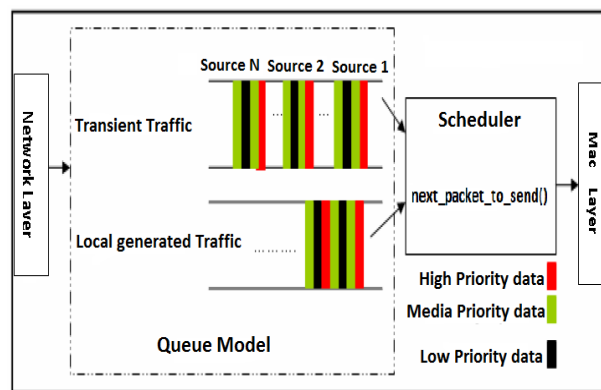 Source N Source 2 Source 1
Network Layer
Transient Traffic
......
...
Scheduler
next_packet_to_send()
Mac Layer
Local generated Traffic
..........
High Priority data
Media Priority data
Low Priority data
Queue Model